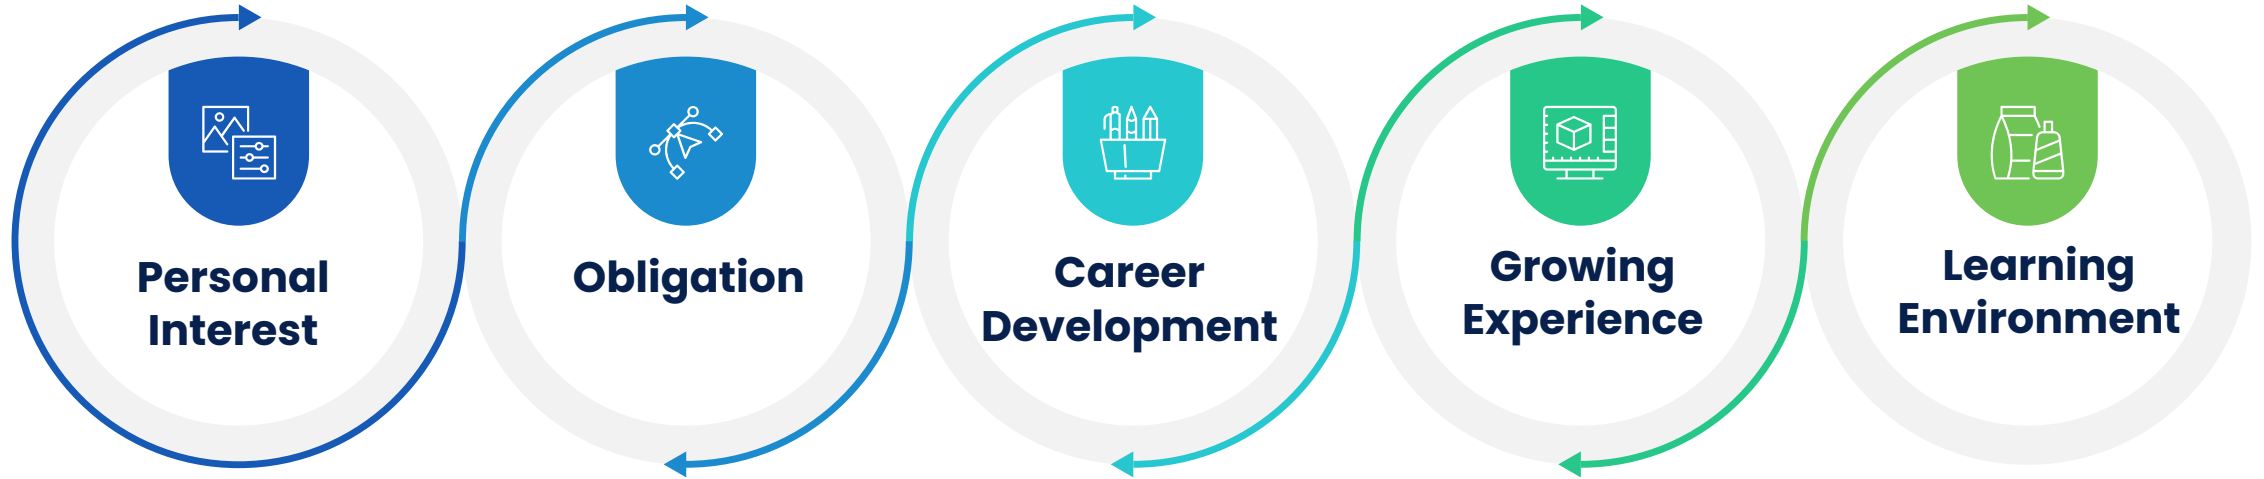 Personal
Interest
Obligation
Career
Development
Growing
Experience
Learning
Environment